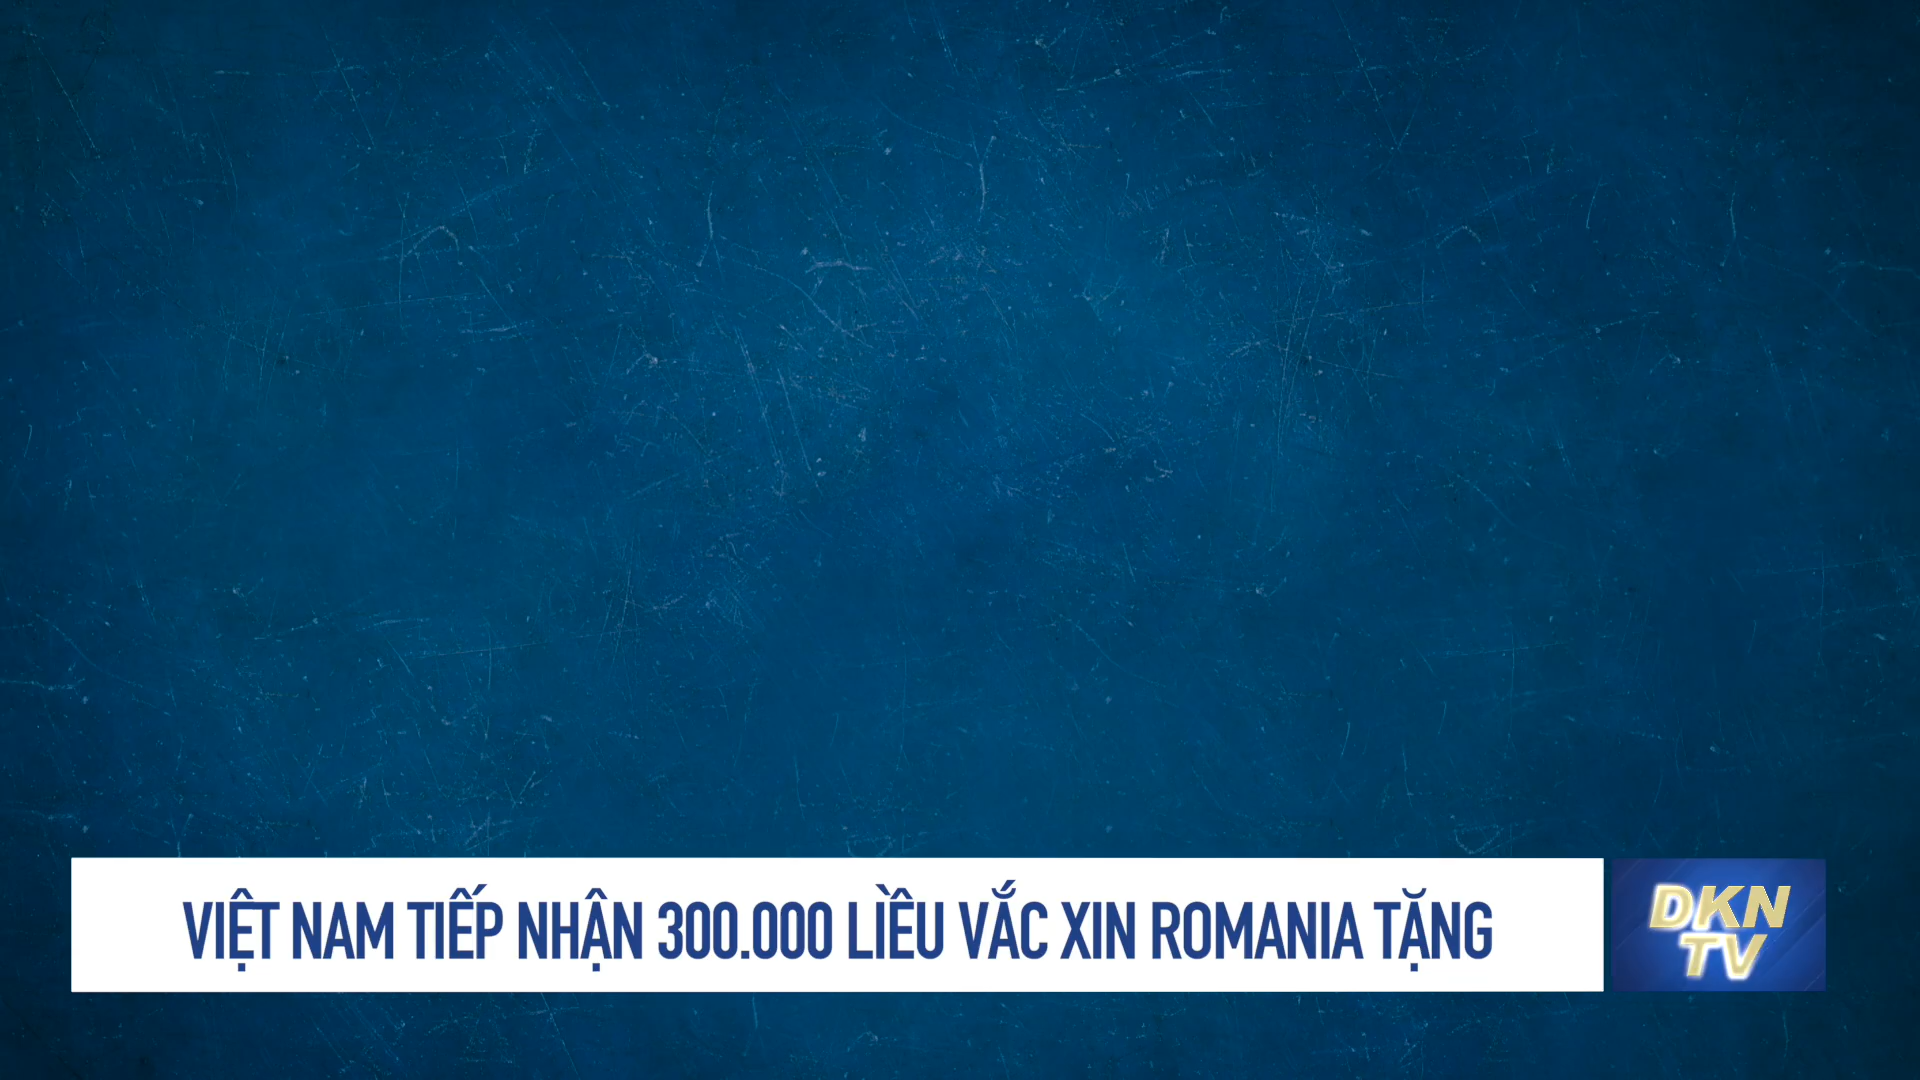 VIỆT NAM TIẾP NHẬN 300.000 LIỀU VẮC XIN ROMANIA TẶNG
DKN
TV